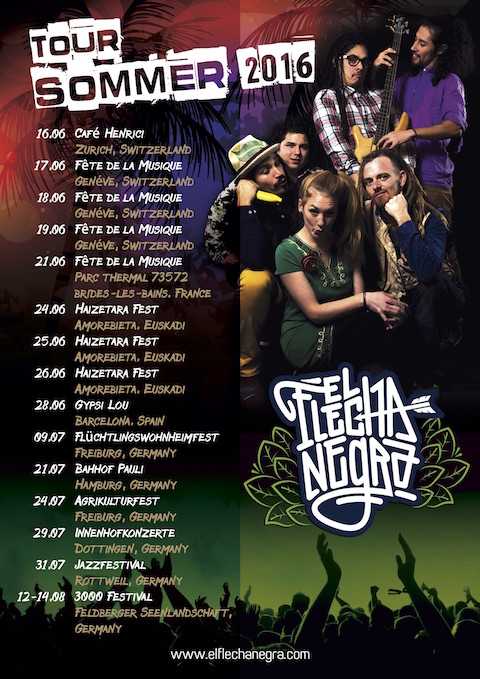 TOUR
SOMMER 2016
16.06 Café Henrici
Zurich, Switzerland
17.06 Fête de la Musique
Genéve, Switzerland
18.06 Fête de la Musique
Genéve, Switzerland
19.06 Fête de la Musique
Genéve, Switzerland
21.06 Fête de la Musique
Parc thermal 73572
brides-les-bains, France
24.06 Haizetara Fest
Amorebieta, Euskadi
25.06 Haizetara Fest
Amorebieta, Euskadi
26.06 Haizetara Fest
Amorebieta, Euskadi
28.06 Gypsi Lou
Barcelona, Spain
09.07 Flüchtlingswohnheimfest
Freiburg, Germany
21.07 Bahhof Pauli
Hamburg, Germany
24.07 Agrikulturfest
Freiburg, Germany
29.07 Innenhofkonzerte
Dottingen, Germany
31.07 Jazzfestival
Rottweil, Germany
12-14.08 3000 Festival
Feldberger Seenlandschaft,
Germany
EL
FLECHA
NEGRA
www.elflechanegra.com